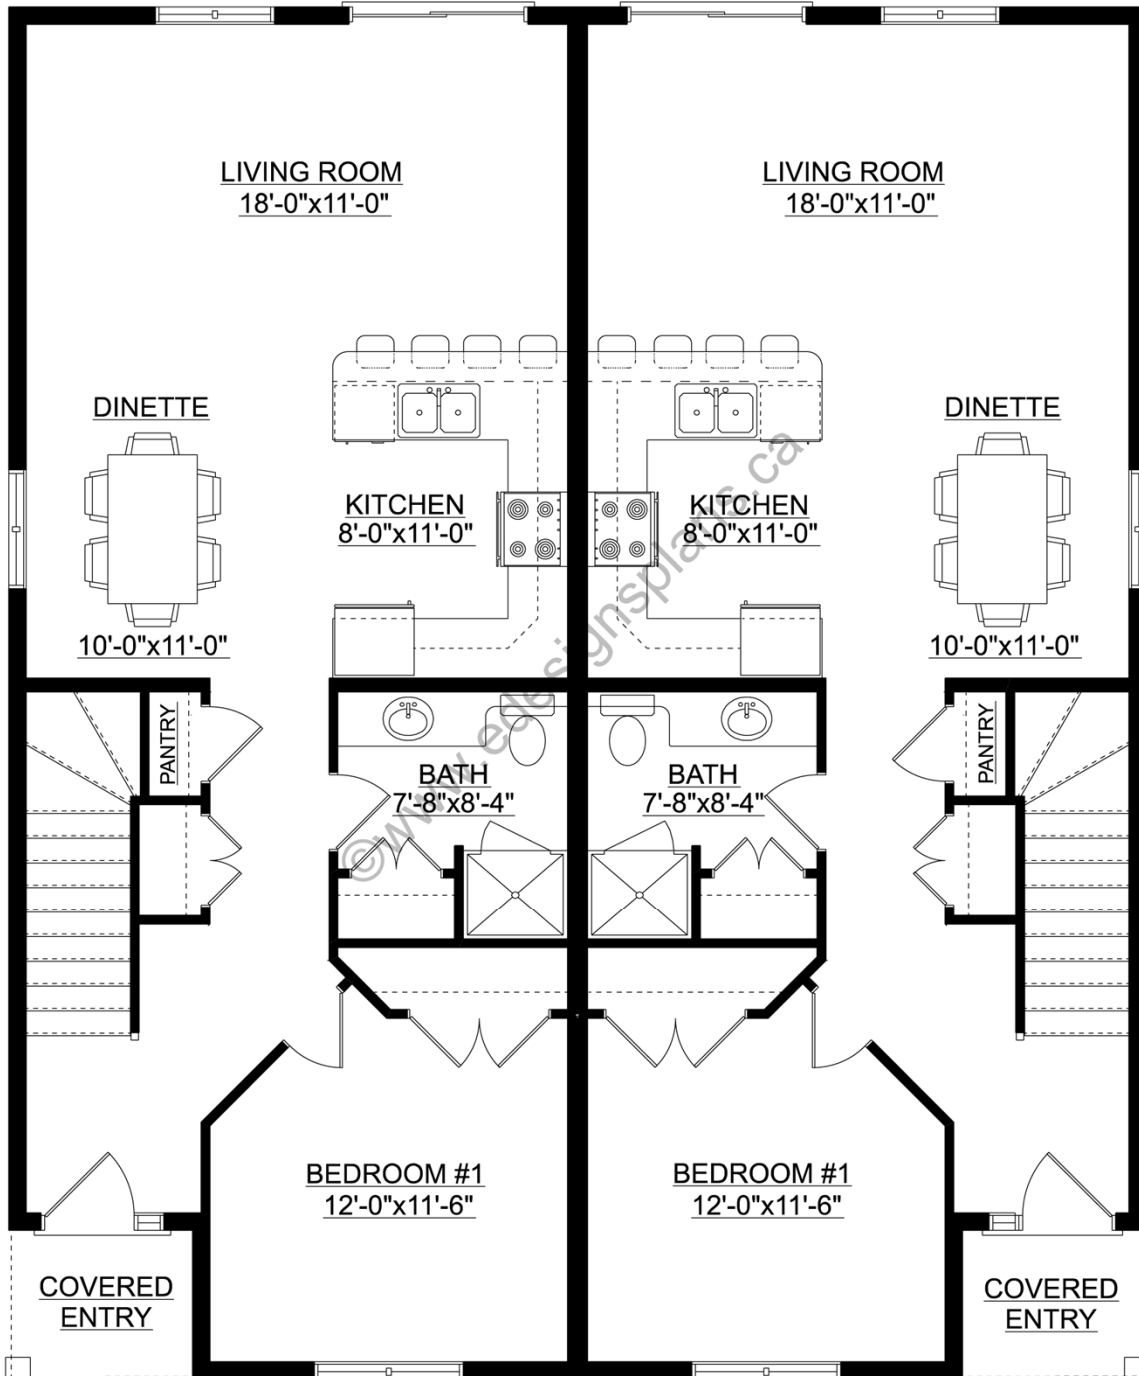 LIVING ROOM
18'-0"x11'-0"
LIVING ROOM
18'-0"x11'-0"
DINETTE
10'-0"x11'-0"
KITCHEN
8'-0"x11'-0"
KITCHEN
8'-0"x11'-0"
DINETTE
10'-0"x11'-0"
PANTRY
BATH
7'-8"x8'-4"
BATH
7'-8"x8'-4"
PANTRY
©www.edesignsplans.ca
BEDROOM #1
12'-0"x11'-6"
BEDROOM #1
12'-0"x11'-6"
COVERED
ENTRY
COVERED
ENTRY